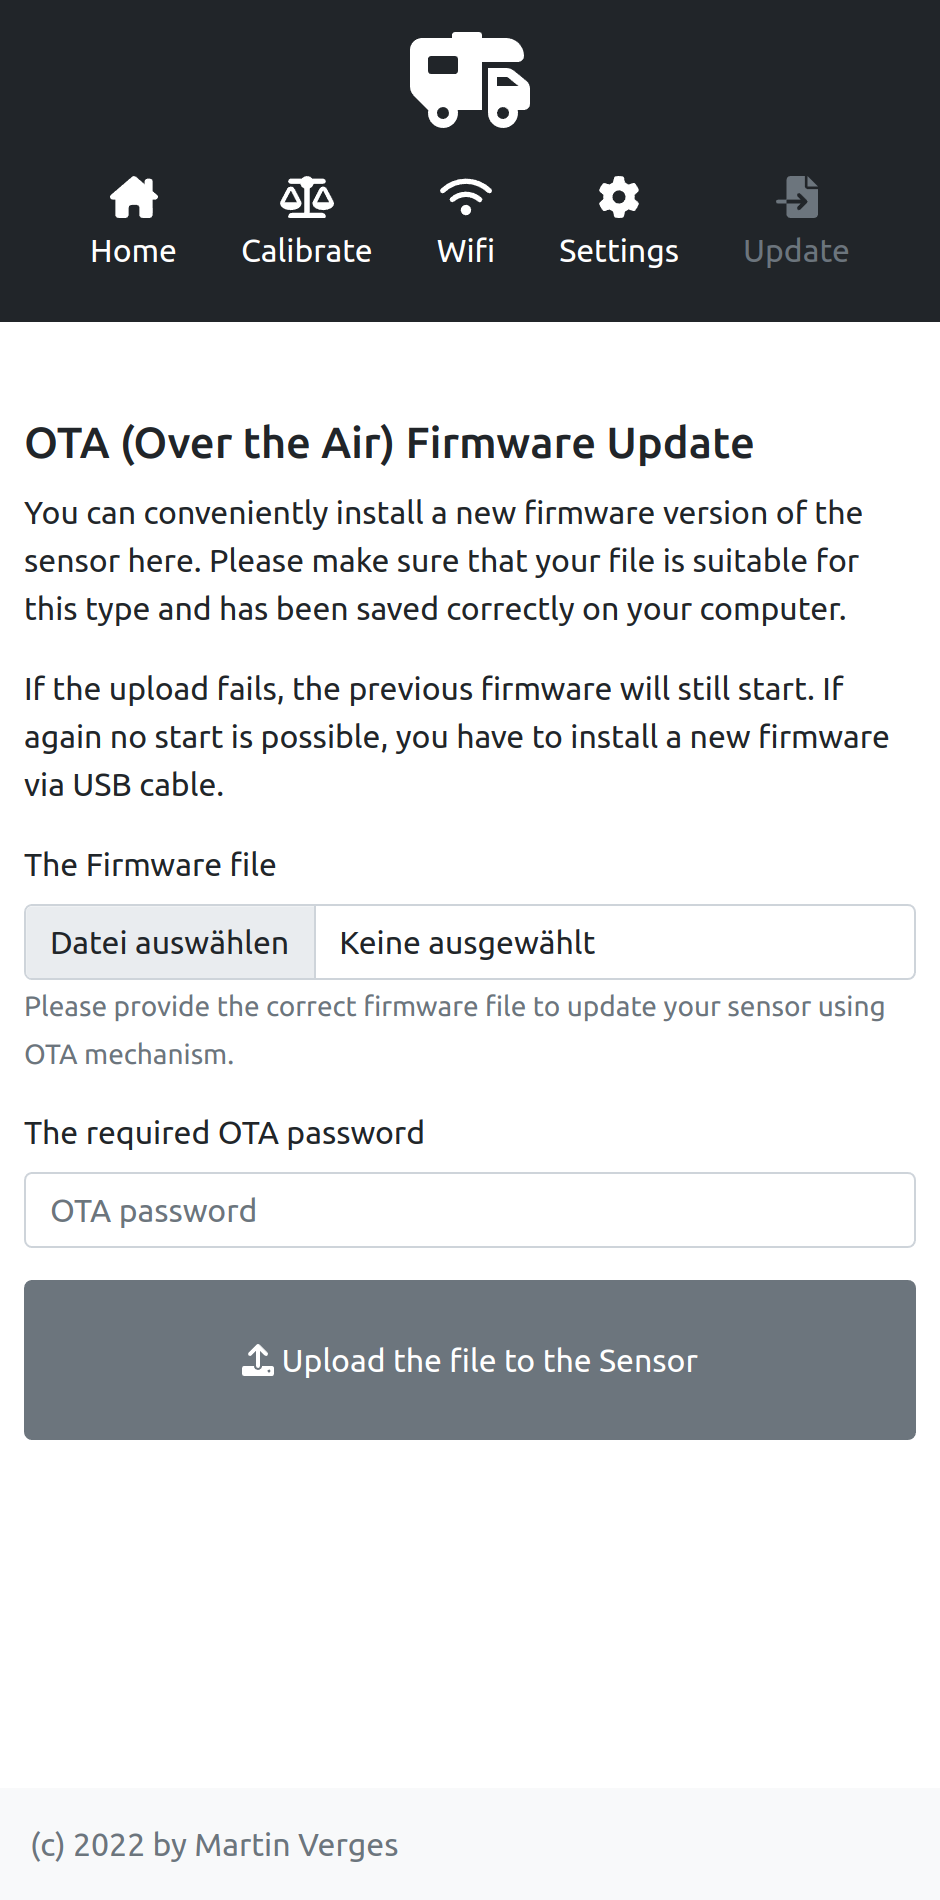 Home Calibrate Wifi Settings Update
OTA (Over the Air) Firmware Update
You can conveniently install a new firmware version of the
sensor here. Please make sure that your file is suitable for
this type and has been saved correctly on your computer.
If the upload fails, the previous firmware will still start. If
again no start is possible, you have to install a new firmware
via USB cable.
The Firmware file
Datei auswählen Keine ausgewählt
Please provide the correct firmware file to update your sensor using
OTA mechanism.
The required OTA password
OTA password
Upload the file to the Sensor
(c) 2022 by Martin Verges